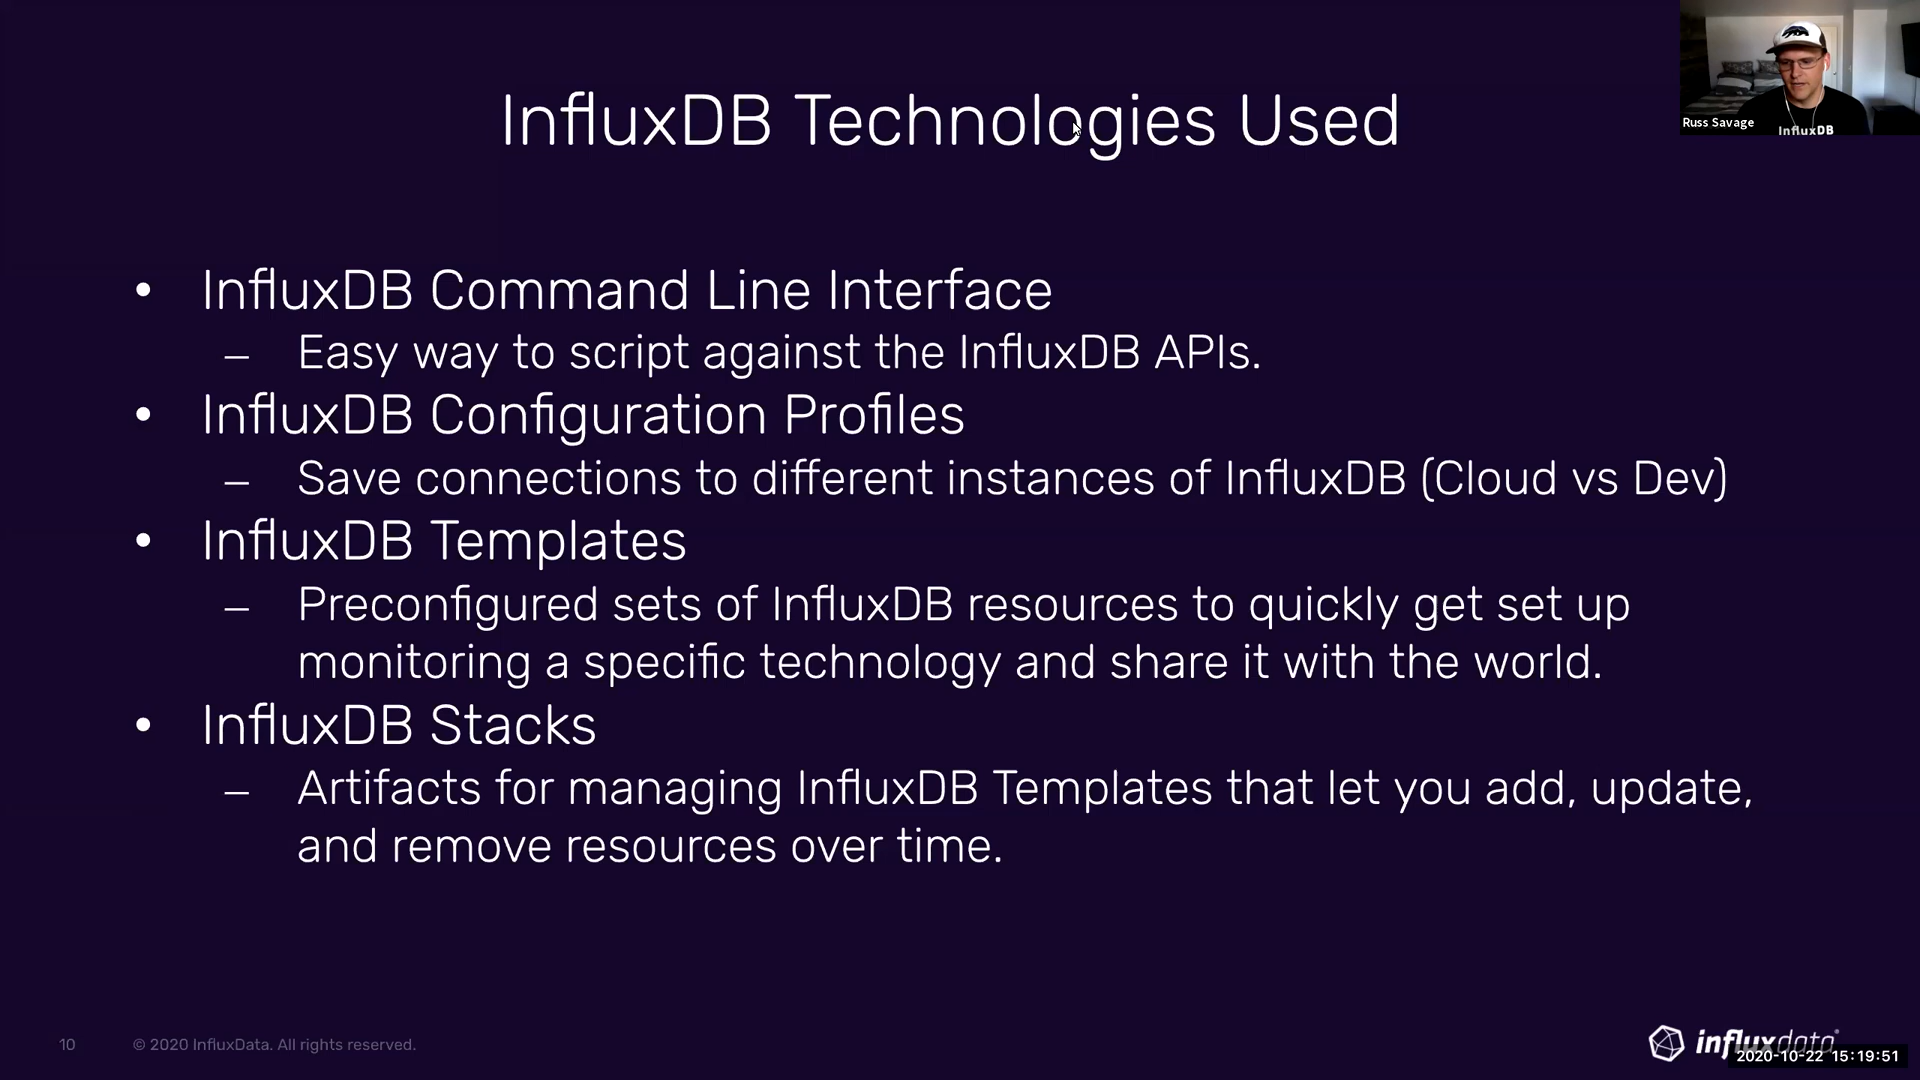 InfluxDB Technologies Used
Russ Savage
InfluxDB
• InfluxDB Command Line Interface
– Easy way to script against the InfluxDB APIs.
• InfluxDB Configuration Profiles
– Save connections to different instances of InfluxDB (Cloud vs Dev)
• InfluxDB Templates
– Preconfigured sets of InfluxDB resources to quickly get set up
monitoring a specific technology and share it with the world.
• InfluxDB Stacks
– Artifacts for managing InfluxDB Templates that let you add, update,
and remove resources over time.
10
© 2020 InfluxData. All rights reserved.
influxdata
2020-10-22 15:19:51